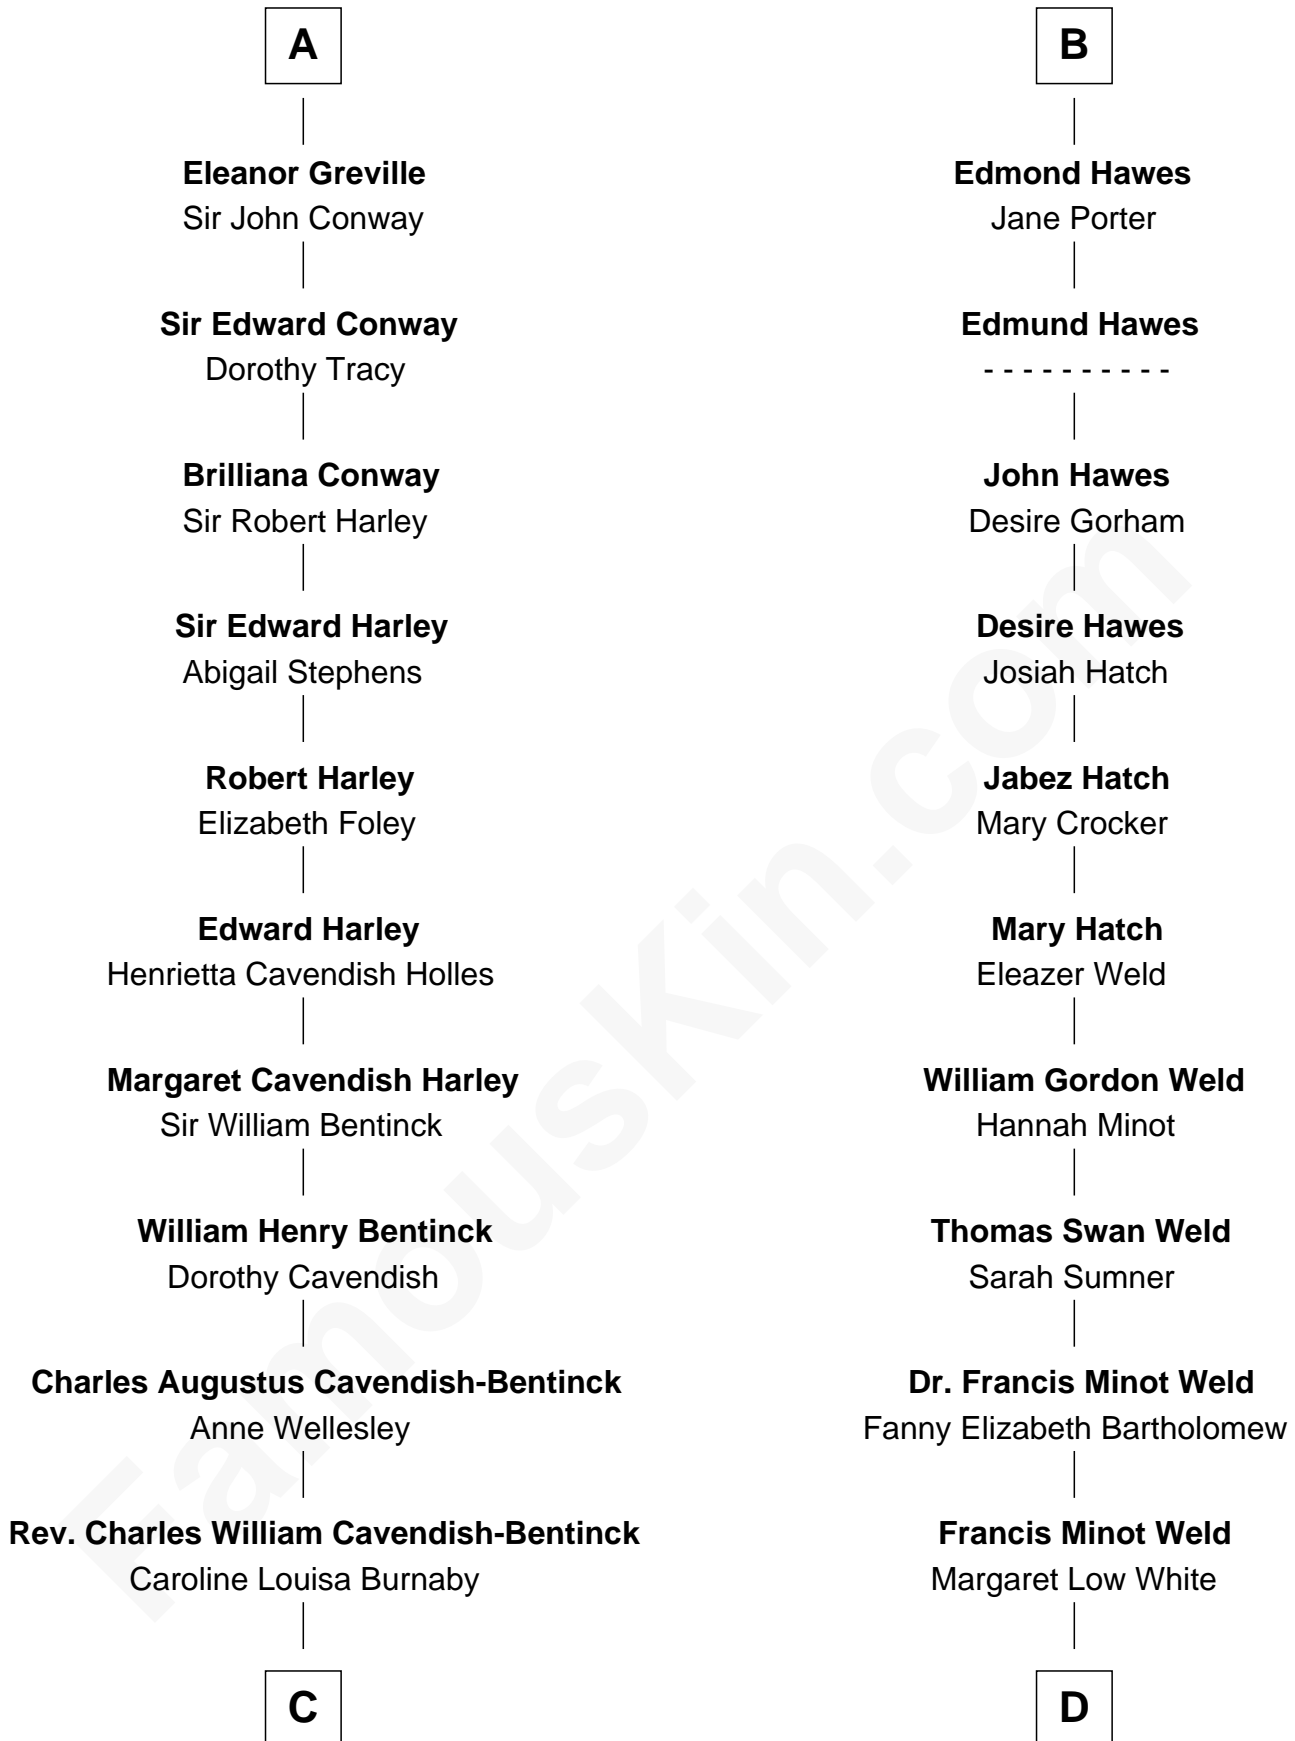 A
Eleanor Greville
Sir John Conway
Sir Edward Conway
Dorothy Tracy
Brilliana Conway
Sir Robert Harley
Sir Edward Harley
Abigail Stephens
Robert Harley
Elizabeth Foley
Edward Harley
Henrietta Cavendish Holles
Margaret Cavendish Harley
Sir William Bentinck
William Henry Bentinck
Dorothy Cavendish
Charles Augustus Cavendish-Bentinck
Anne Wellesley
Rev. Charles William Cavendish-Bentinck
Caroline Louisa Burnaby
C
B
Edmond Hawes
Jane Porter
Edmund Hawes
- - - - - - - - - -
John Hawes
Desire Gorham
Desire Hawes
Josiah Hatch
Jabez Hatch
Mary Crocker
Mary Hatch
Eleazer Weld
William Gordon Weld
Hannah Minot
Thomas Swan Weld
Sarah Sumner
Dr. Francis Minot Weld
Fanny Elizabeth Bartholomew
Francis Minot Weld
Margaret Low White
D
FamousKin.com